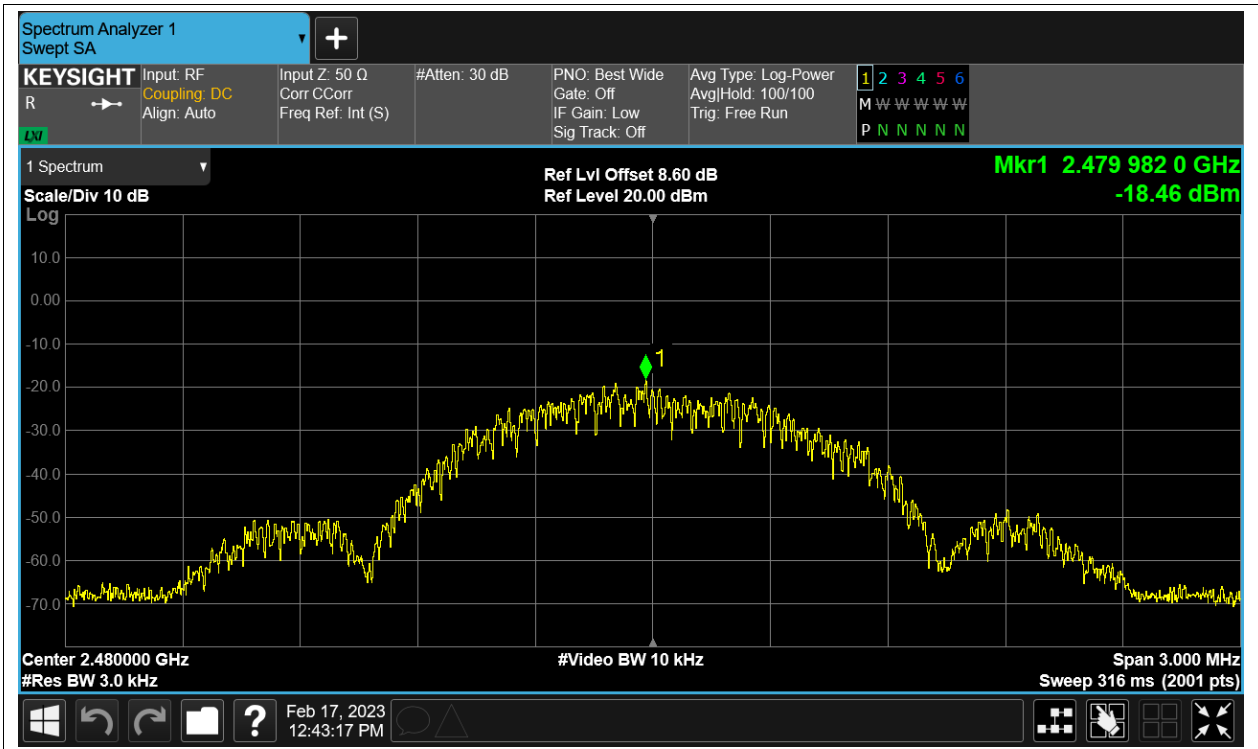 Spectrum Analyzer 1
Swept SA
KEYSIGHT
R
LXI
Input: RF
Coupling: DC
Align: Auto
Input Z: 50 Ω
Corr CCorr
Freq Ref: Int (S)
#Atten: 30 dB
PNO: Best Wide
Gate: Off
IF Gain: Low
Sig Track: Off
Avg Type: Log-Power
Avg|Hold: 100/100
Trig: Free Run
1 2 3 4 5 6
M W W W W W W
P N N N N N N
1 Spectrum
Scale/Div 10 dB
Log
Ref Lvl Offset 8.60 dB
Ref Level 20.00 dBm
Mkr1 2.479 982 0 GHz
-18.46 dBm
10.0
0.00
-10.0
1
-20.0
-30.0
-40.0
-50.0
-60.0
-70.0
Center 2.480000 GHz
#Video BW 10 kHz
Span 3.000 MHz
#Res BW 3.0 kHz
Sweep 316 ms (2001 pts)
?
Feb 17, 2023
12:43:17 PM